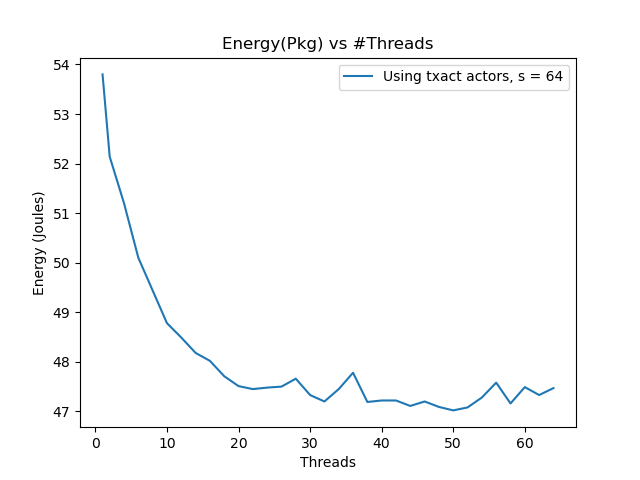 Energy(Pkg) vs #Threads
Using txact actors, s = 64
Energy (Joules)
54
53
52
51
50
49
48
47
0 10 20 30 40 50 60
Threads